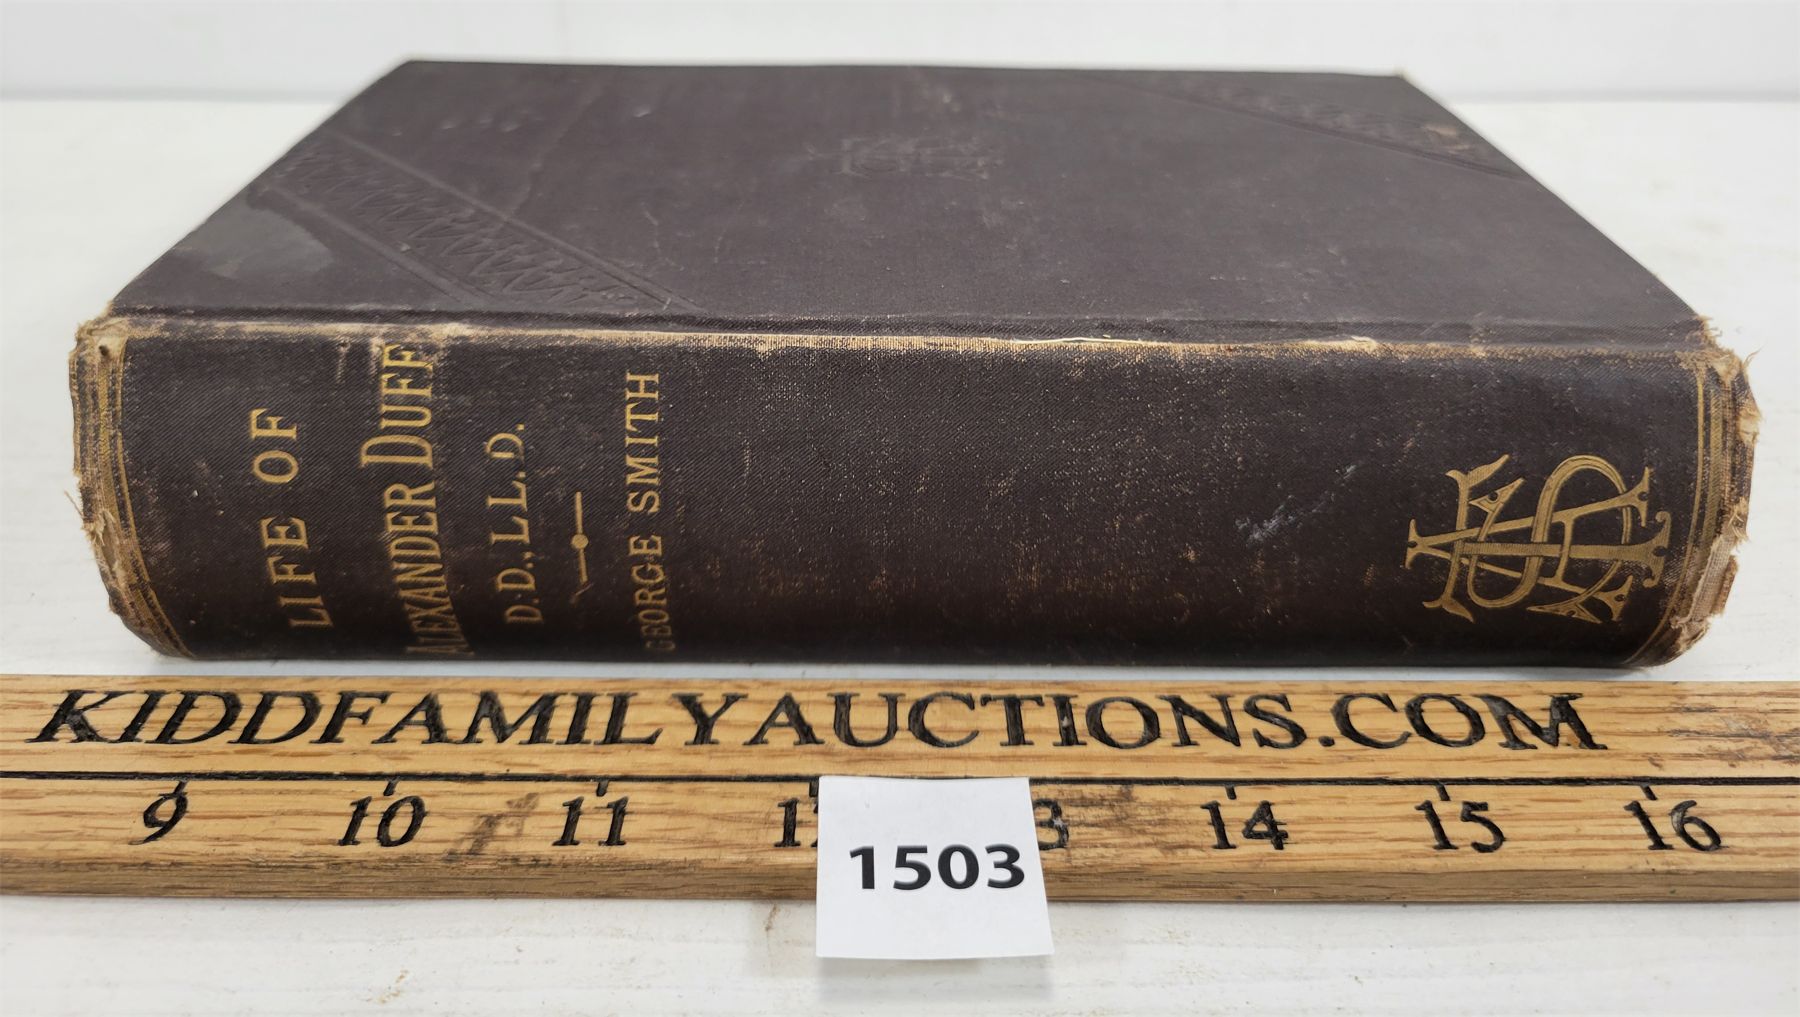 LIFE OF
ALEXANDER DUFF
D.D., LL.D.
GEORGE SMITH
KIDDFAMILYAUCTIONS.COM
9 10 11 14 15 16
1503